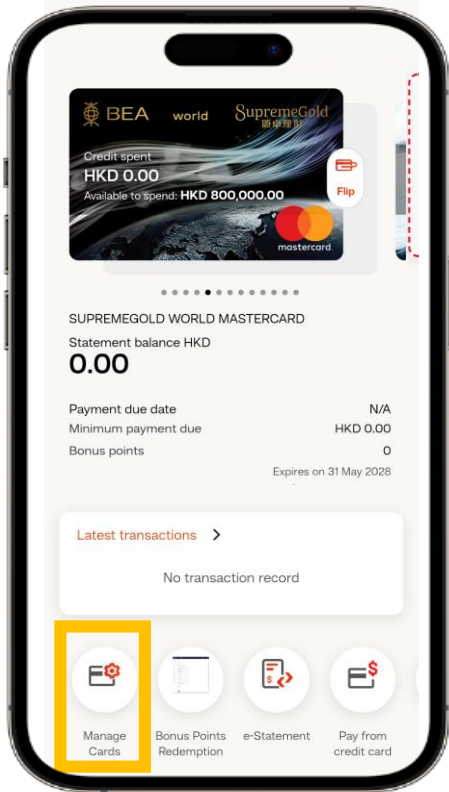 BEA world SupremeGold
顯卓理財
Credit spent
HKD 0.00
Available to spend: HKD 800,000.00
Flip
mastercard
SUPREMEGOLD WORLD MASTERCARD
Statement balance HKD
0.00
Payment due date N/A
Minimum payment due HKD 0.00
Bonus points 0
Expires on 31 May 2028
Latest transactions >
No transaction record
Manage Cards
Bonus Points Redemption
e-Statement
Pay from credit card